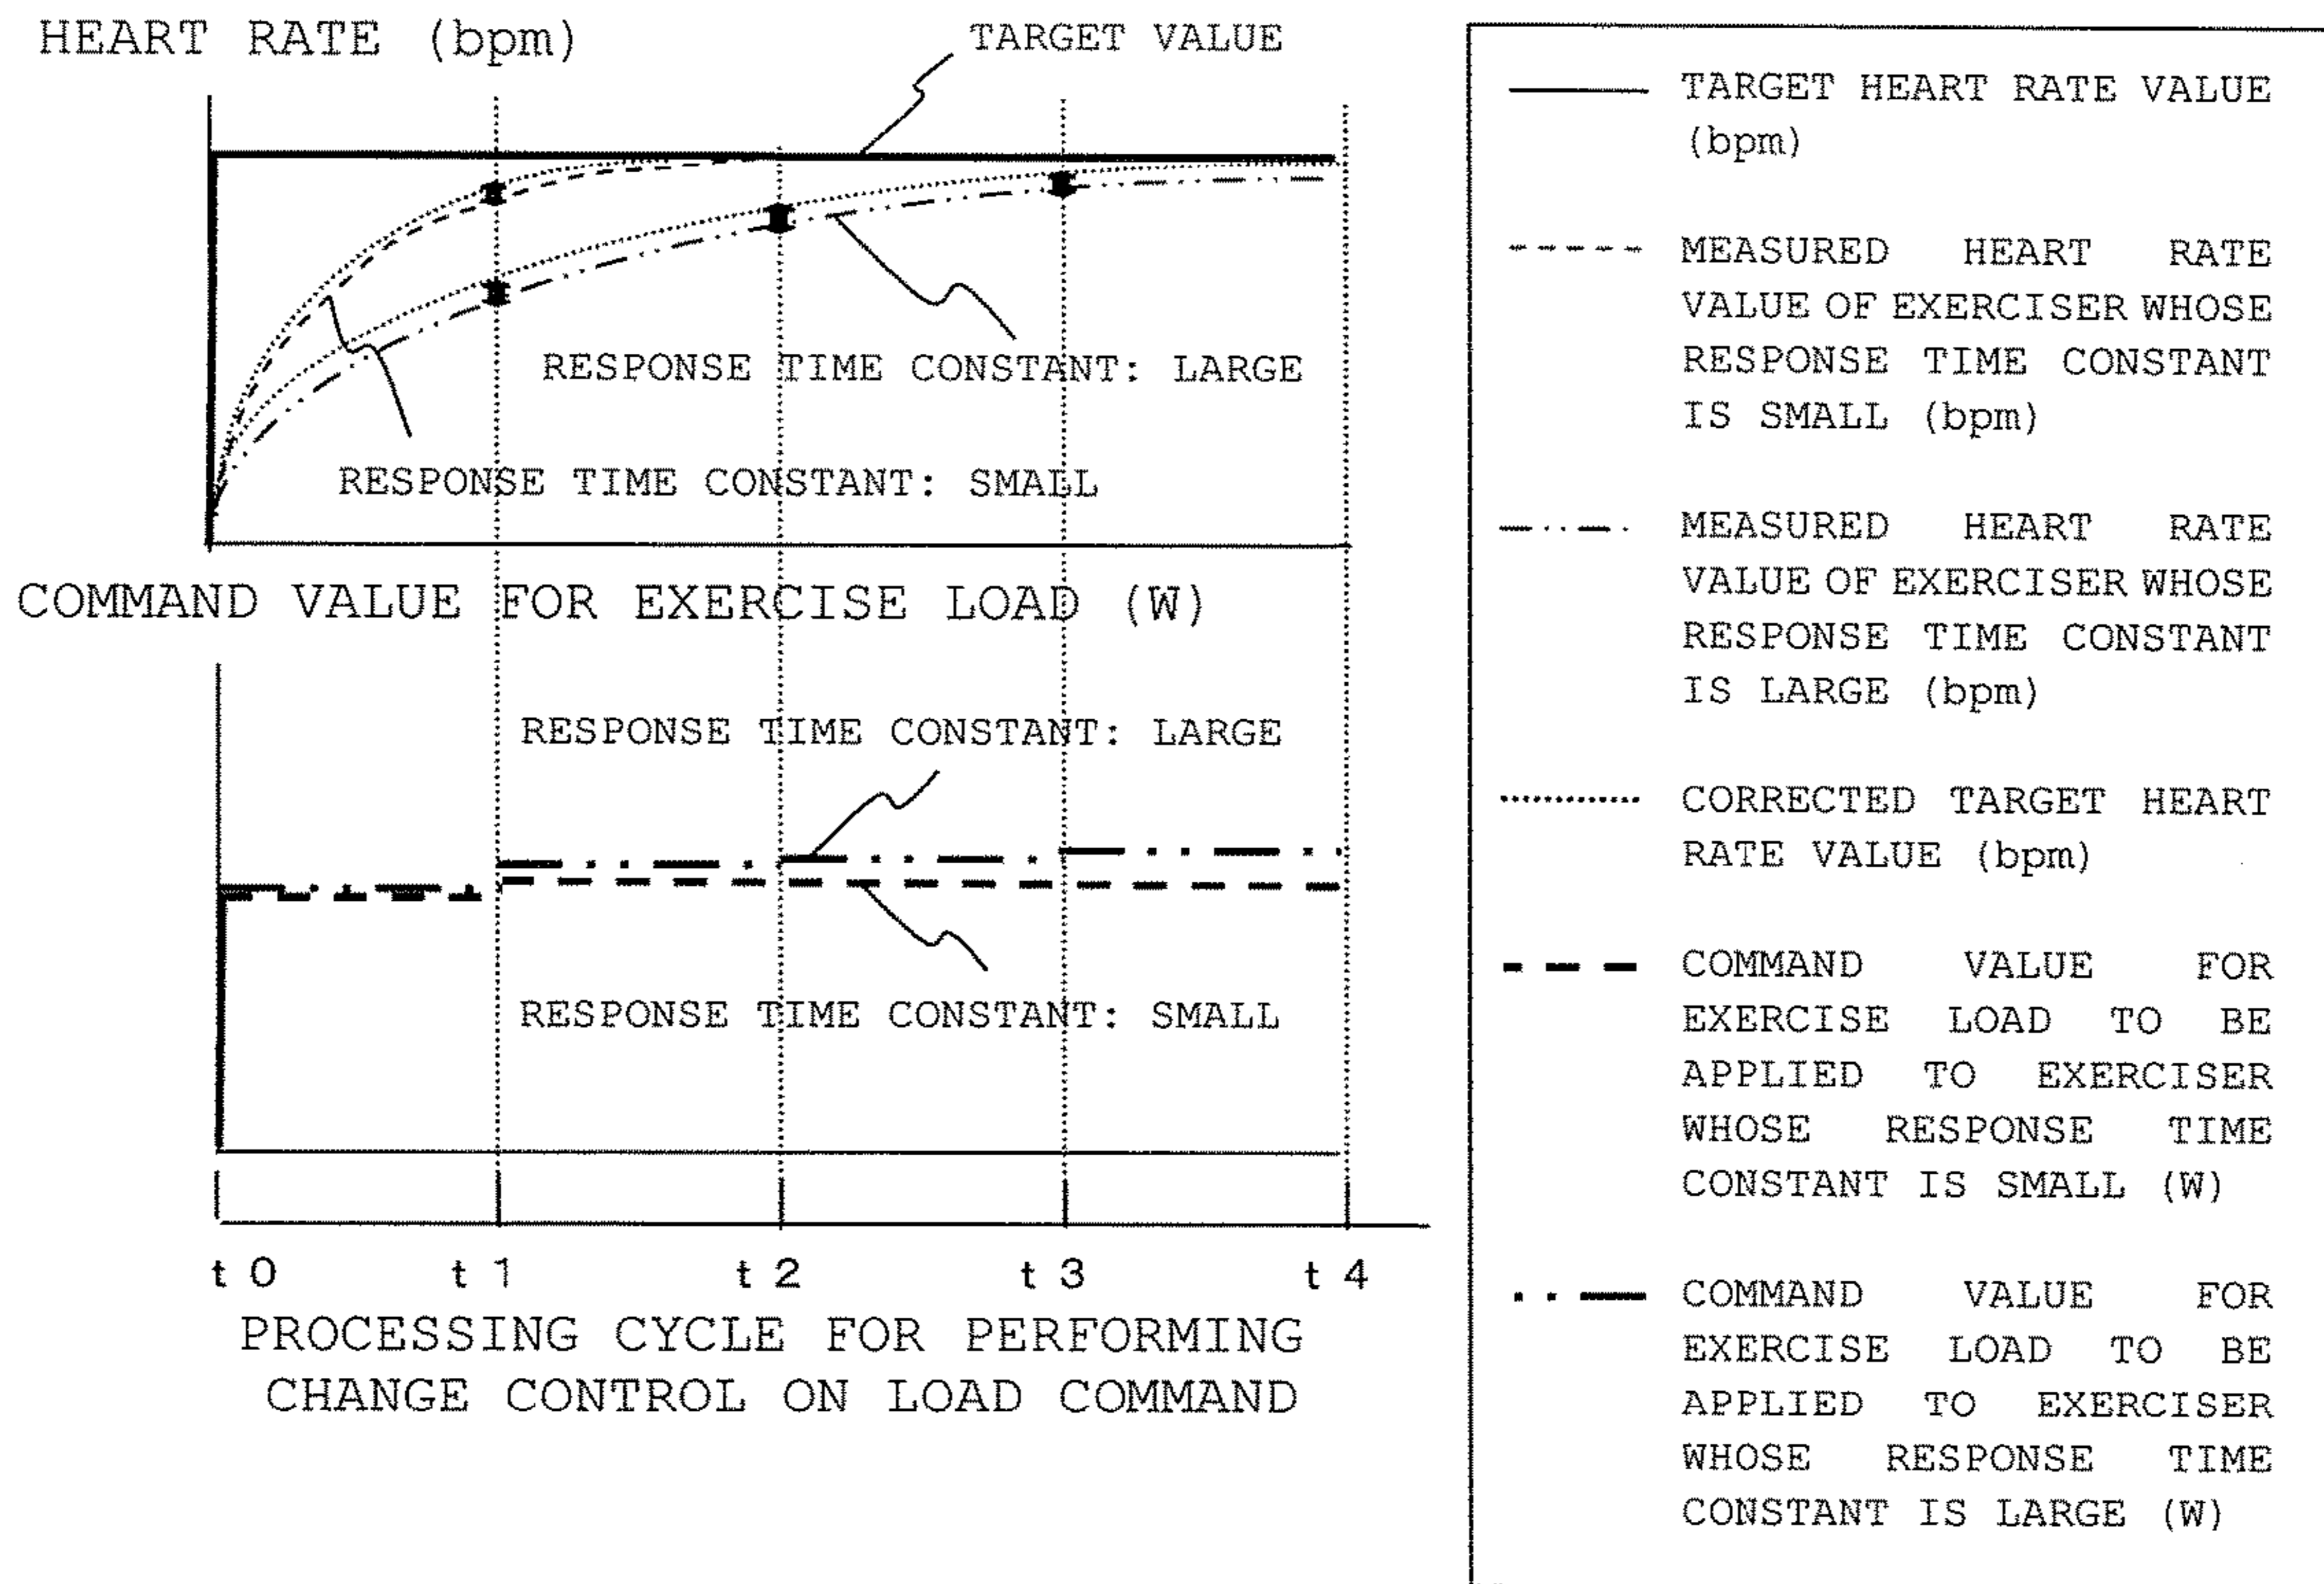 HEART RATE (bpm)
TARGET VALUE
RESPONSE TIME CONSTANT: LARGE
RESPONSE TIME CONSTANT: SMALL
COMMAND VALUE FOR EXERCISE LOAD (W)
RESPONSE TIME CONSTANT: LARGE
RESPONSE TIME CONSTANT: SMALL
t0 t1 t2 t3 t4
PROCESSING CYCLE FOR PERFORMING
CHANGE CONTROL ON LOAD COMMAND
TARGET HEART RATE VALUE
(bpm)
MEASURED HEART RATE
VALUE OF EXERCISER WHOSE
RESPONSE TIME CONSTANT
IS SMALL (bpm)
MEASURED HEART RATE
VALUE OF EXERCISER WHOSE
RESPONSE TIME CONSTANT
IS LARGE (bpm)
CORRECTED TARGET HEART
RATE VALUE (bpm)
COMMAND VALUE FOR
EXERCISE LOAD TO BE
APPLIED TO EXERCISER
WHOSE RESPONSE TIME
CONSTANT IS SMALL (W)
COMMAND VALUE FOR
EXERCISE LOAD TO BE
APPLIED TO EXERCISER
WHOSE RESPONSE TIME
CONSTANT IS LARGE (W)